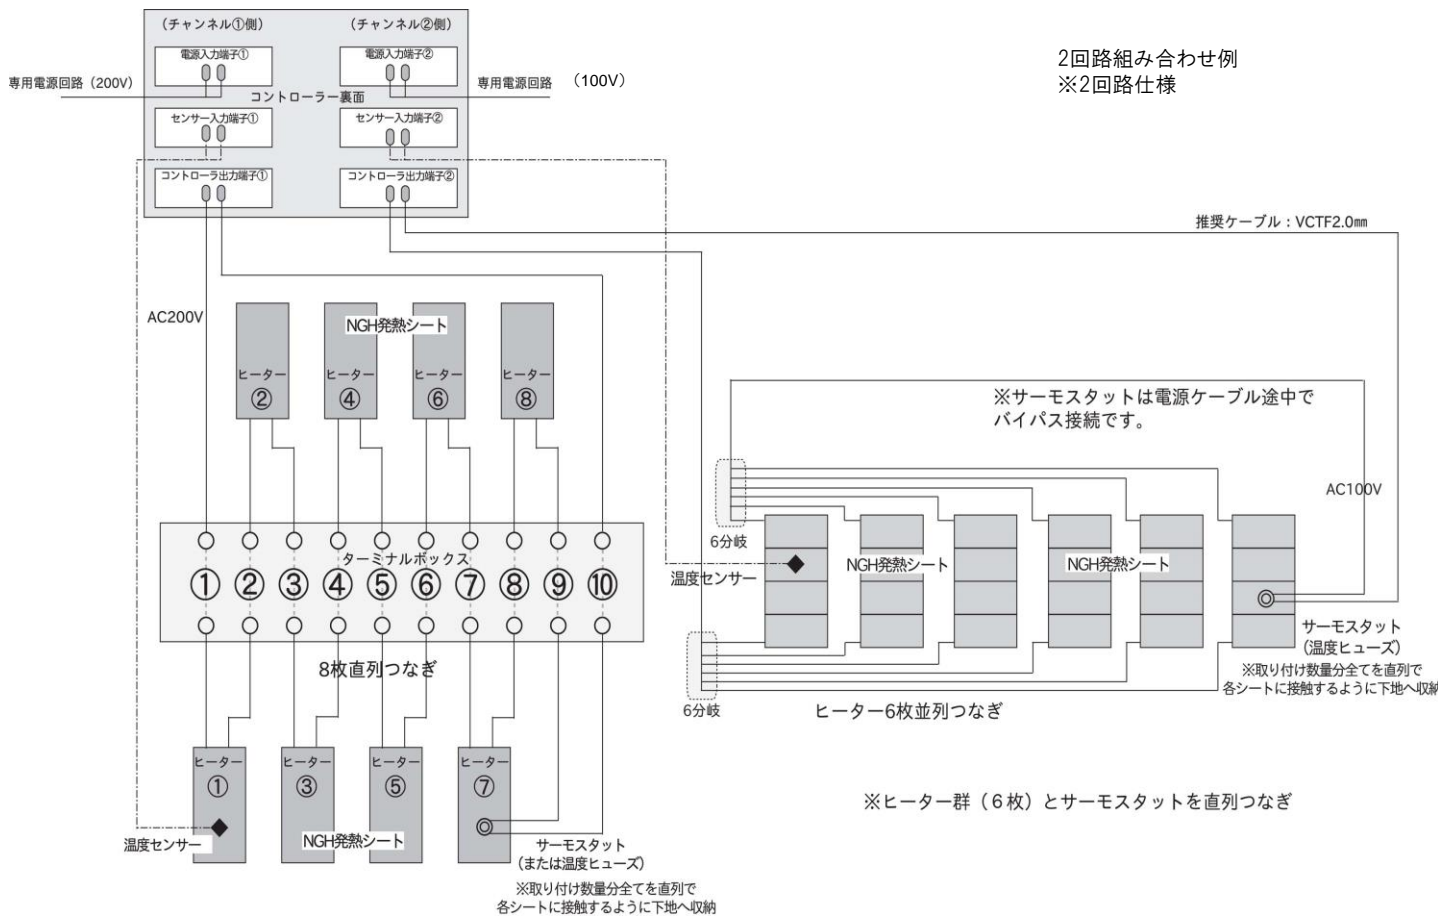 (チャンネル①側)
(チャンネル②側)
電源入力端子①
電源入力端子②
専用電源回路(200V)
専用電源回路
(100V)
コントローラー裏面
センサー入力端子①
センサー入力端子②
コントローラ出力端子①
コントローラ出力端子②
2回路組み合わせ例
※2回路仕様
推奨ケーブル:VCTF2.0㎜
AC200V
NGH発熱シート
ヒーター
②
ヒーター
④
ヒーター
⑥
ヒーター
⑧
※サーモスタットは電源ケーブル途中で
バイパス接続です。
AC100V
6分岐
ターミナルボックス
① ② ③ ④ ⑤ ⑥ ⑦ ⑧ ⑨ ⑩
8枚直列つなぎ
温度センサー
NGH発熱シート
NGH発熱シート
サーモスタット
(温度ヒューズ)
※取り付け数量分全てを直列で
各シートに接触するように下地へ収納
6分岐
ヒーター6枚並列つなぎ
※ヒーター群(6枚)とサーモスタットを直列つなぎ
ヒーター
①
ヒーター
③
ヒーター
⑤
ヒーター
⑦
温度センサー
NGH発熱シート
サーモスタット
(または温度ヒューズ)
※取り付け数量分全てを直列で
各シートに接触するように下地へ収納